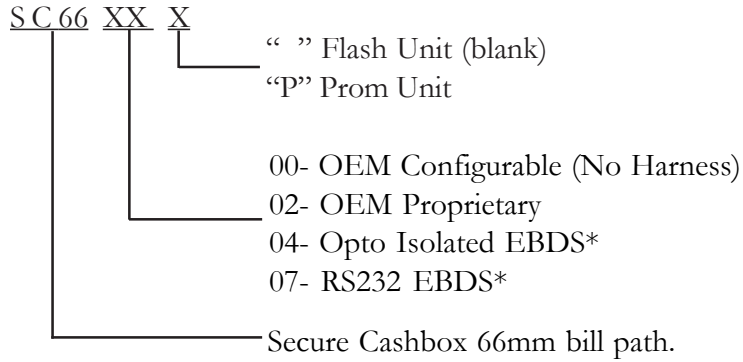 SC66 XX X
“ ” Flash Unit (blank)
“P” Prom Unit
00- OEM Configurable (No Harness)
02- OEM Proprietary
04- Opto Isolated EBDS*
07- RS232 EBDS*
Secure Cashbox 66mm bill path.